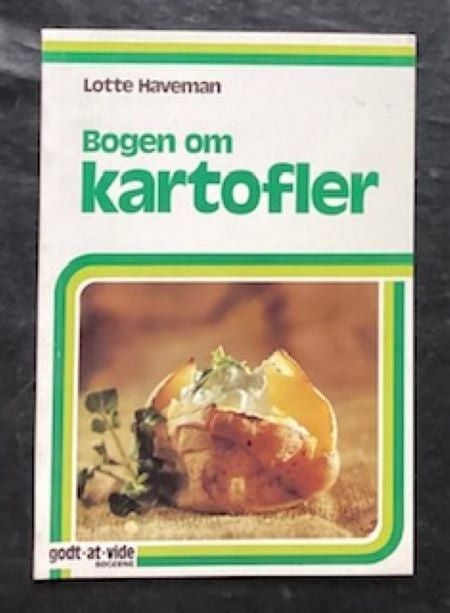 Lotte Haveman
Bogen om
kartofler
godt-at-vide
BØGERNE